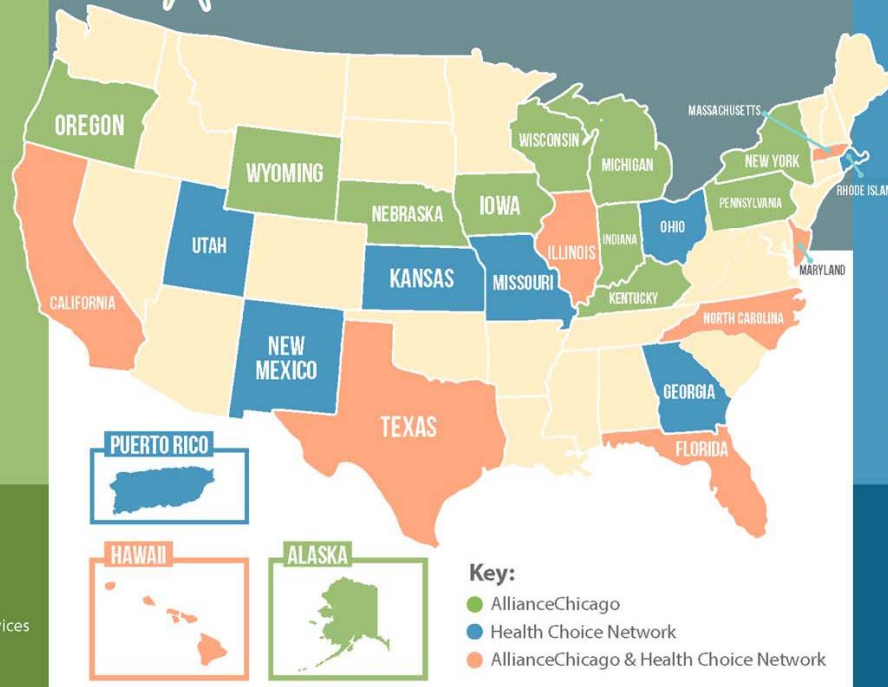 MASSACHUSETTS
OREGON
WISCONSIN
MICHIGAN
NEW YORK
WYOMING
RHODE
PENNSYLVANIA
NEBRASKA
IOWA
INDIANA
OHIO
UTAH
ILLINOIS
KANSAS
MISSOURI
MARYLAND
CALIFORNIA
KENTUCKY
NORTH CAROLINA
NEW
MEXICO
GEORGIA
TEXAS
FLORIDA
PUERTO RICO
HAWAII
ALASKA
Key:
AllianceChicago
Health Choice Network
AllianceChicago & Health Choice Network